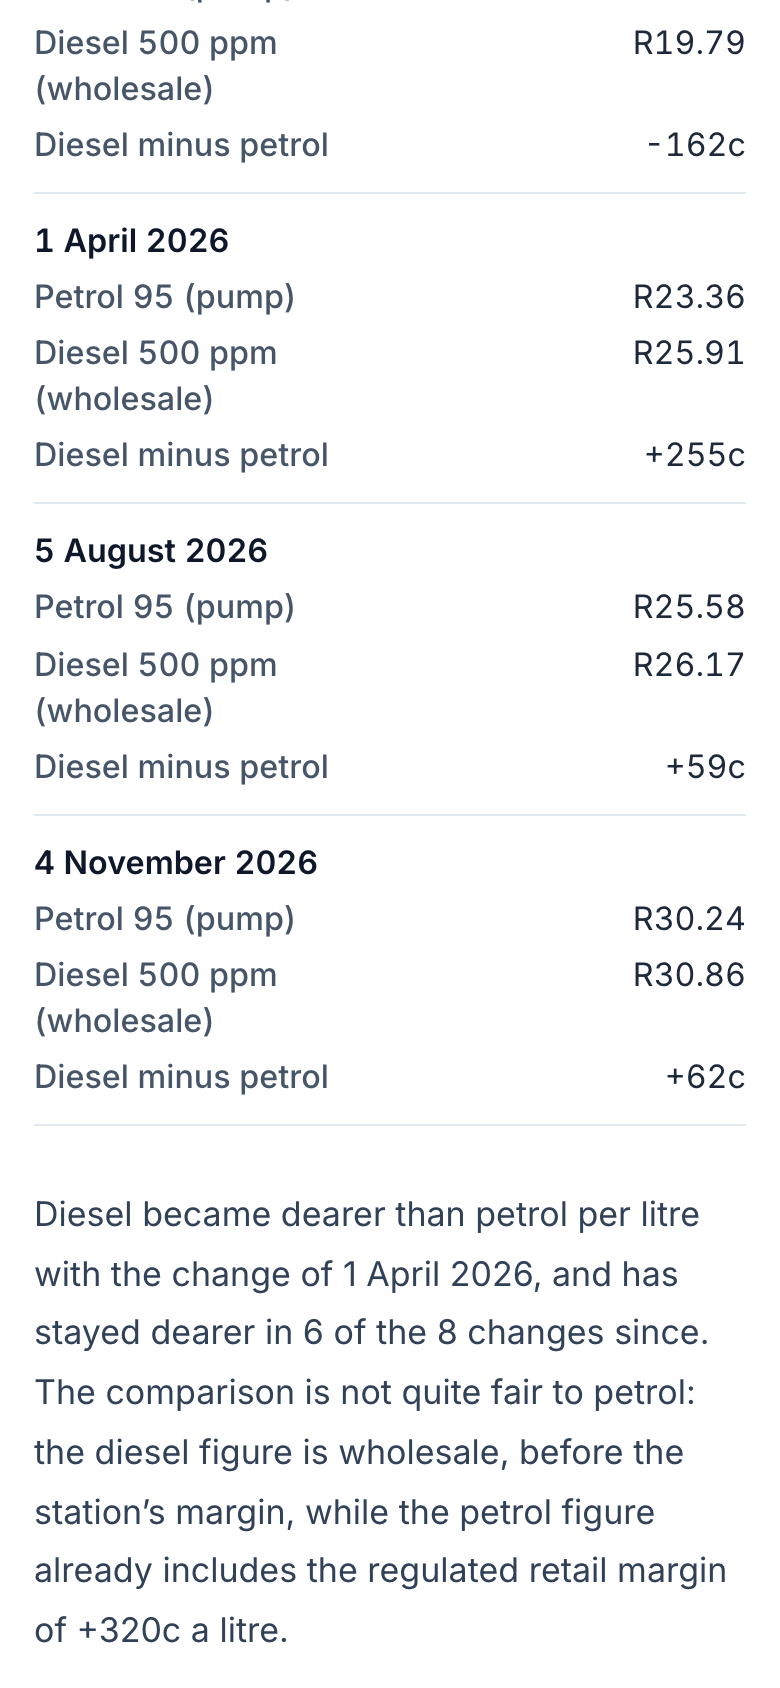 Diesel 500 ppm R19.79
(wholesale)
Diesel minus petrol -162c
1 April 2026
Petrol 95 (pump) R23.36
Diesel 500 ppm R25.91
(wholesale)
Diesel minus petrol +255c
5 August 2026
Petrol 95 (pump) R25.58
Diesel 500 ppm R26.17
(wholesale)
Diesel minus petrol +59c
4 November 2026
Petrol 95 (pump) R30.24
Diesel 500 ppm R30.86
(wholesale)
Diesel minus petrol +62c
Diesel became dearer than petrol per litre
with the change of 1 April 2026, and has
stayed dearer in 6 of the 8 changes since.
The comparison is not quite fair to petrol:
the diesel figure is wholesale, before the
station’s margin, while the petrol figure
already includes the regulated retail margin
of +320c a litre.